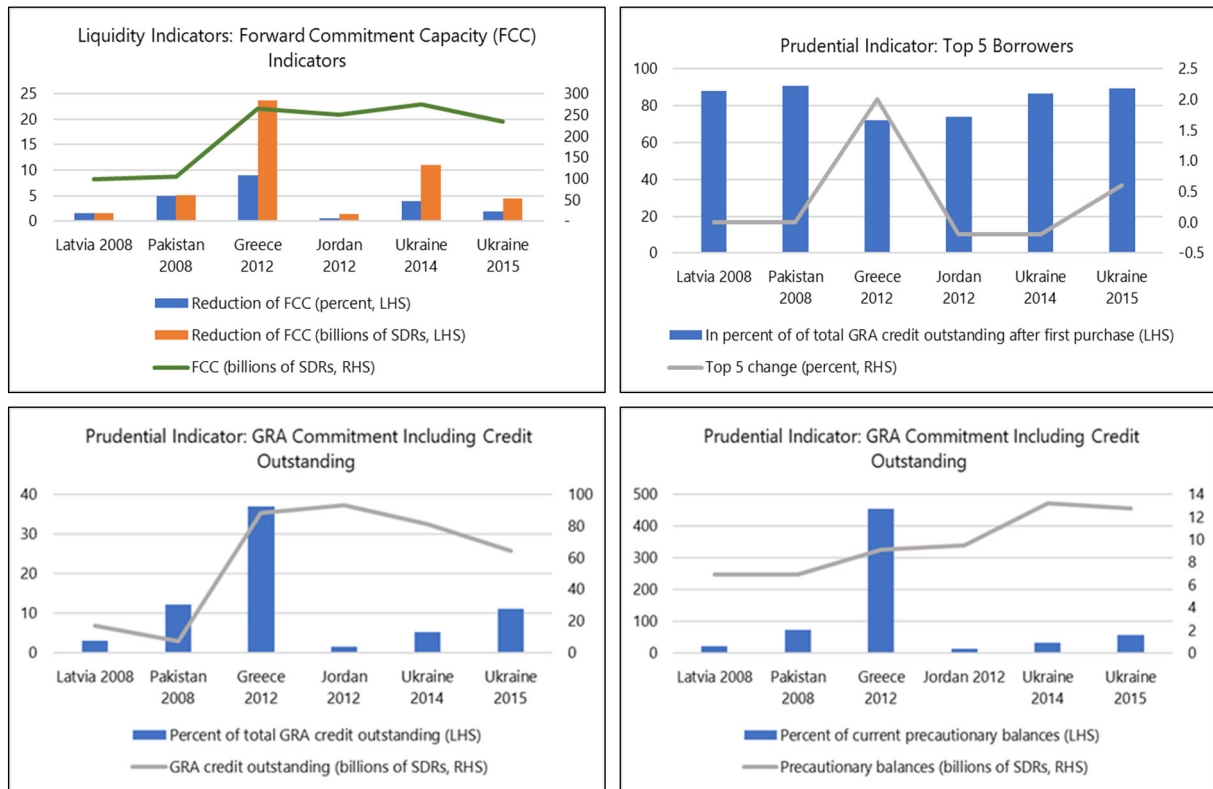 Liquidity Indicators: Forward Commitment Capacity (FCC)
Indicators
25
20
15
10
5
0
300
250
200
150
100
50
-
Latvia 2008
Pakistan
2008
Greece
2012
Jordan
2012
Ukraine
2014
Ukraine
2015
Reduction of FCC (percent, LHS)
Reduction of FCC (billions of SDRs, LHS)
FCC (billions of SDRs, RHS)
Prudential Indicator: Top 5 Borrowers
100
80
60
40
20
0
2.5
2.0
1.5
1.0
0.5
0.0
-0.5
Latvia 2008
Pakistan
2008
Greece
2012
Jordan
2012
Ukraine
2014
Ukraine
2015
In percent of of total GRA credit outstanding after first purchase (LHS)
Top 5 change (percent, RHS)
Prudential Indicator: GRA Commitment Including Credit
Outstanding
40
30
20
10
0
100
80
60
40
20
0
Latvia 2008
Pakistan
2008
Greece
2012
Jordan
2012
Ukraine
2014
Ukraine
2015
Percent of total GRA credit outstanding (LHS)
GRA credit outstanding (billions of SDRs, RHS)
Prudential Indicator: GRA Commitment Including Credit
Outstanding
500
400
300
200
100
0
14
12
10
8
6
4
2
0
Latvia 2008
Pakistan
2008
Greece
2012
Jordan 2012
Ukraine
2014
Ukraine
2015
Percent of current precautionary balances (LHS)
Precautionary balances (billions of SDRs, RHS)